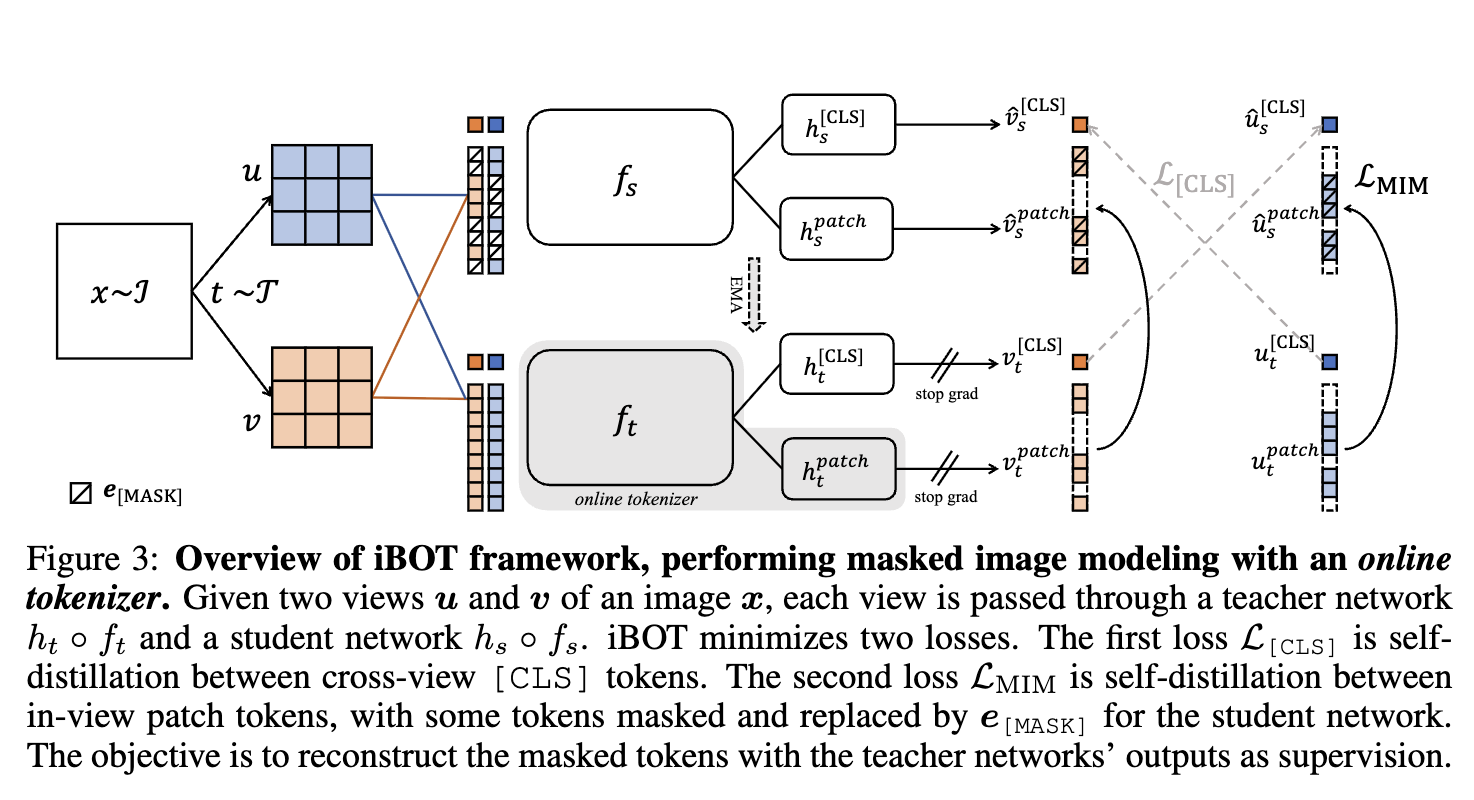 x~ℐ
t ~𝒯
u
v
e[MASK]
f_s
h_s^[CLS]
h_s^patch
EMA
f_t
online tokenizer
h_t^[CLS]
h_t^patch
stop grad
stop grad
v̂_s^[CLS]
v̂_s^patch
v_t^[CLS]
v_t^patch
ℒ[CLS]
û_s^[CLS]
ℒMIM
û_s^patch
u_t^[CLS]
u_t^patch
Figure 3: Overview of iBOT framework, performing masked image modeling with an online
tokenizer. Given two views u and v of an image x, each view is passed through a teacher network
h_t ∘ f_t and a student network h_s ∘ f_s. iBOT minimizes two losses. The first loss ℒ[CLS] is self-
distillation between cross-view [CLS] tokens. The second loss ℒMIM is self-distillation between
in-view patch tokens, with some tokens masked and replaced by e[MASK] for the student network.
The objective is to reconstruct the masked tokens with the teacher networks’ outputs as supervision.